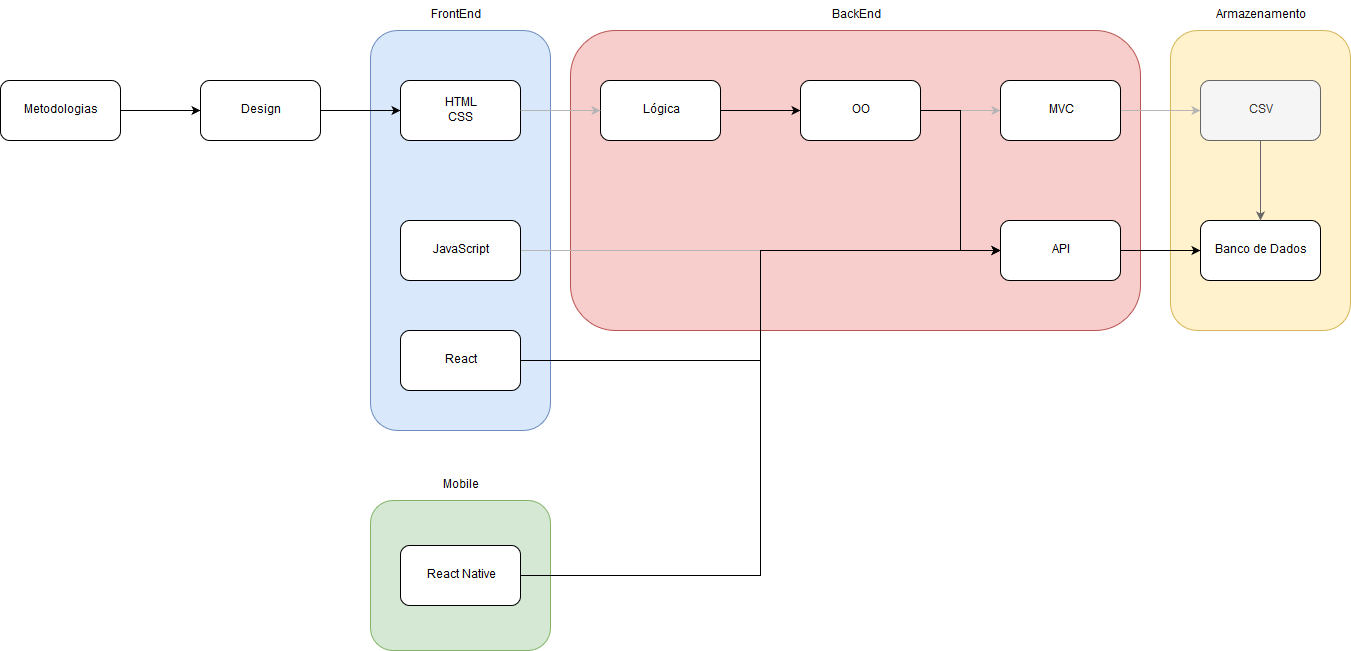 FrontEnd
BackEnd
Armazenamento
Metodologias
Design
HTML
CSS
Lógica
OO
MVC
CSV
JavaScript
API
Banco de Dados
React
Mobile
React Native